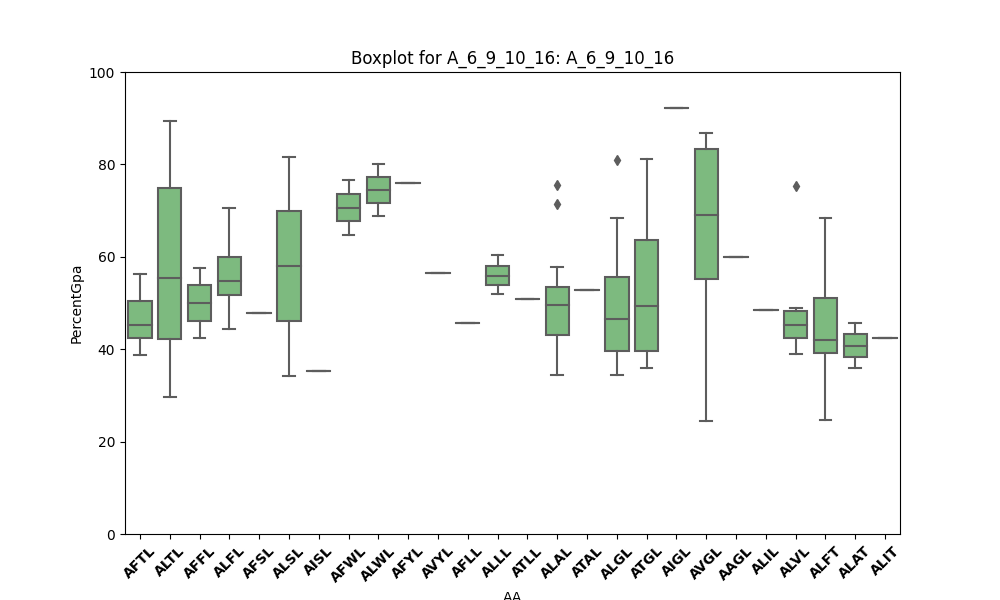 Boxplot for A_6_9_10_16: A_6_9_10_16
100
80
60
40
20
0
PercentGpa
AFTL ALTL AFFL ALFL AFSL ALSL AISL AFWL ALWL AFYL AVYL AFLL ALLL ATLL ALAL ATAL ALGL ATGL AIGL AVGL AAGL ALIL ALVL ALFT ALAT ALIT
AA